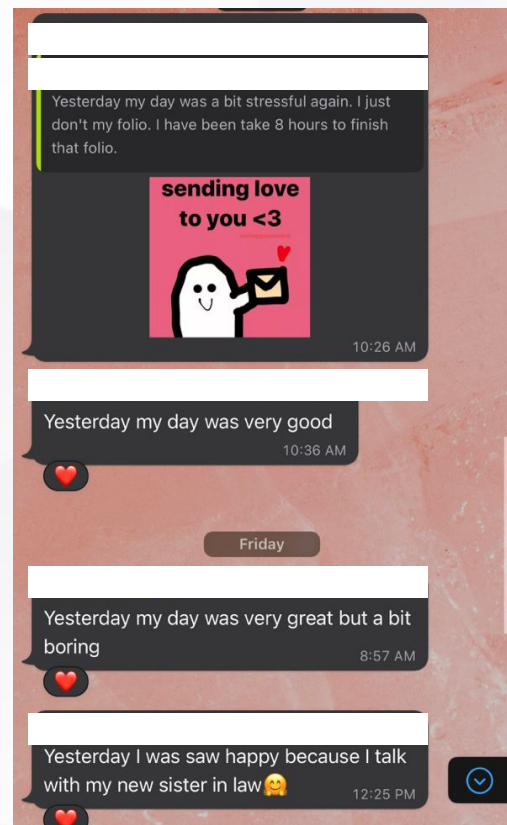 Yesterday my day was a bit stressful again. I just
don't my folio. I have been take 8 hours to finish
that folio.
sending love
to you <3
10:26 AM
Yesterday my day was very good
10:36 AM
Friday
Yesterday my day was very great but a bit
boring
8:57 AM
Yesterday I was saw happy because I talk
with my new sister in law🤗
12:25 PM